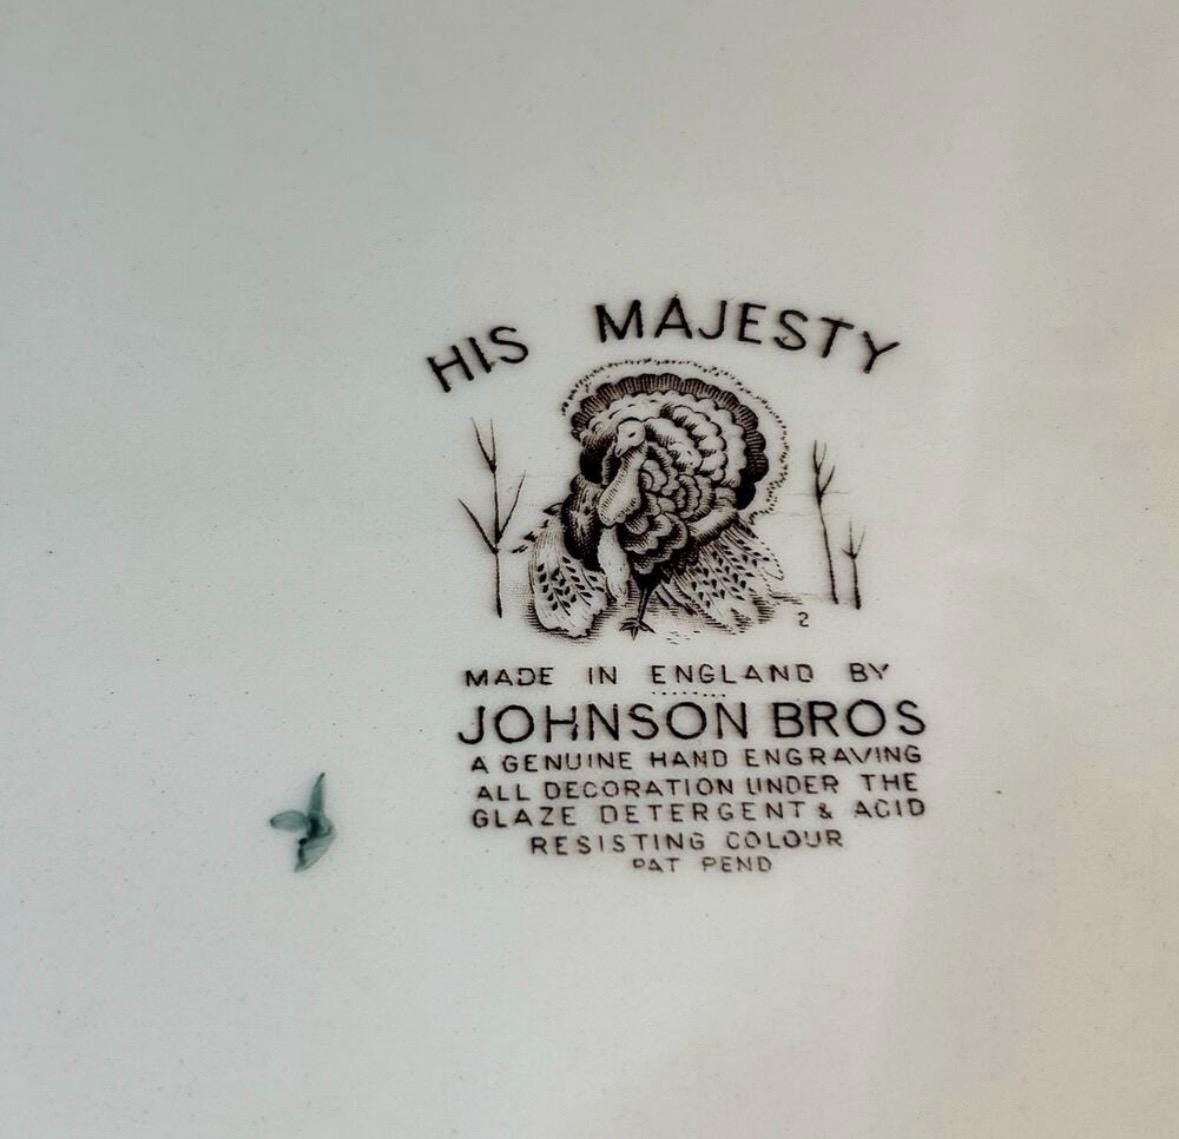 HIS MAJESTY
2
MADE IN ENGLAND BY
JOHNSON BROS
A GENUINE HAND ENGRAVING
ALL DECORATION UNDER THE
GLAZE DETERGENT & ACID
RESISTING COLOUR
PAT PEND